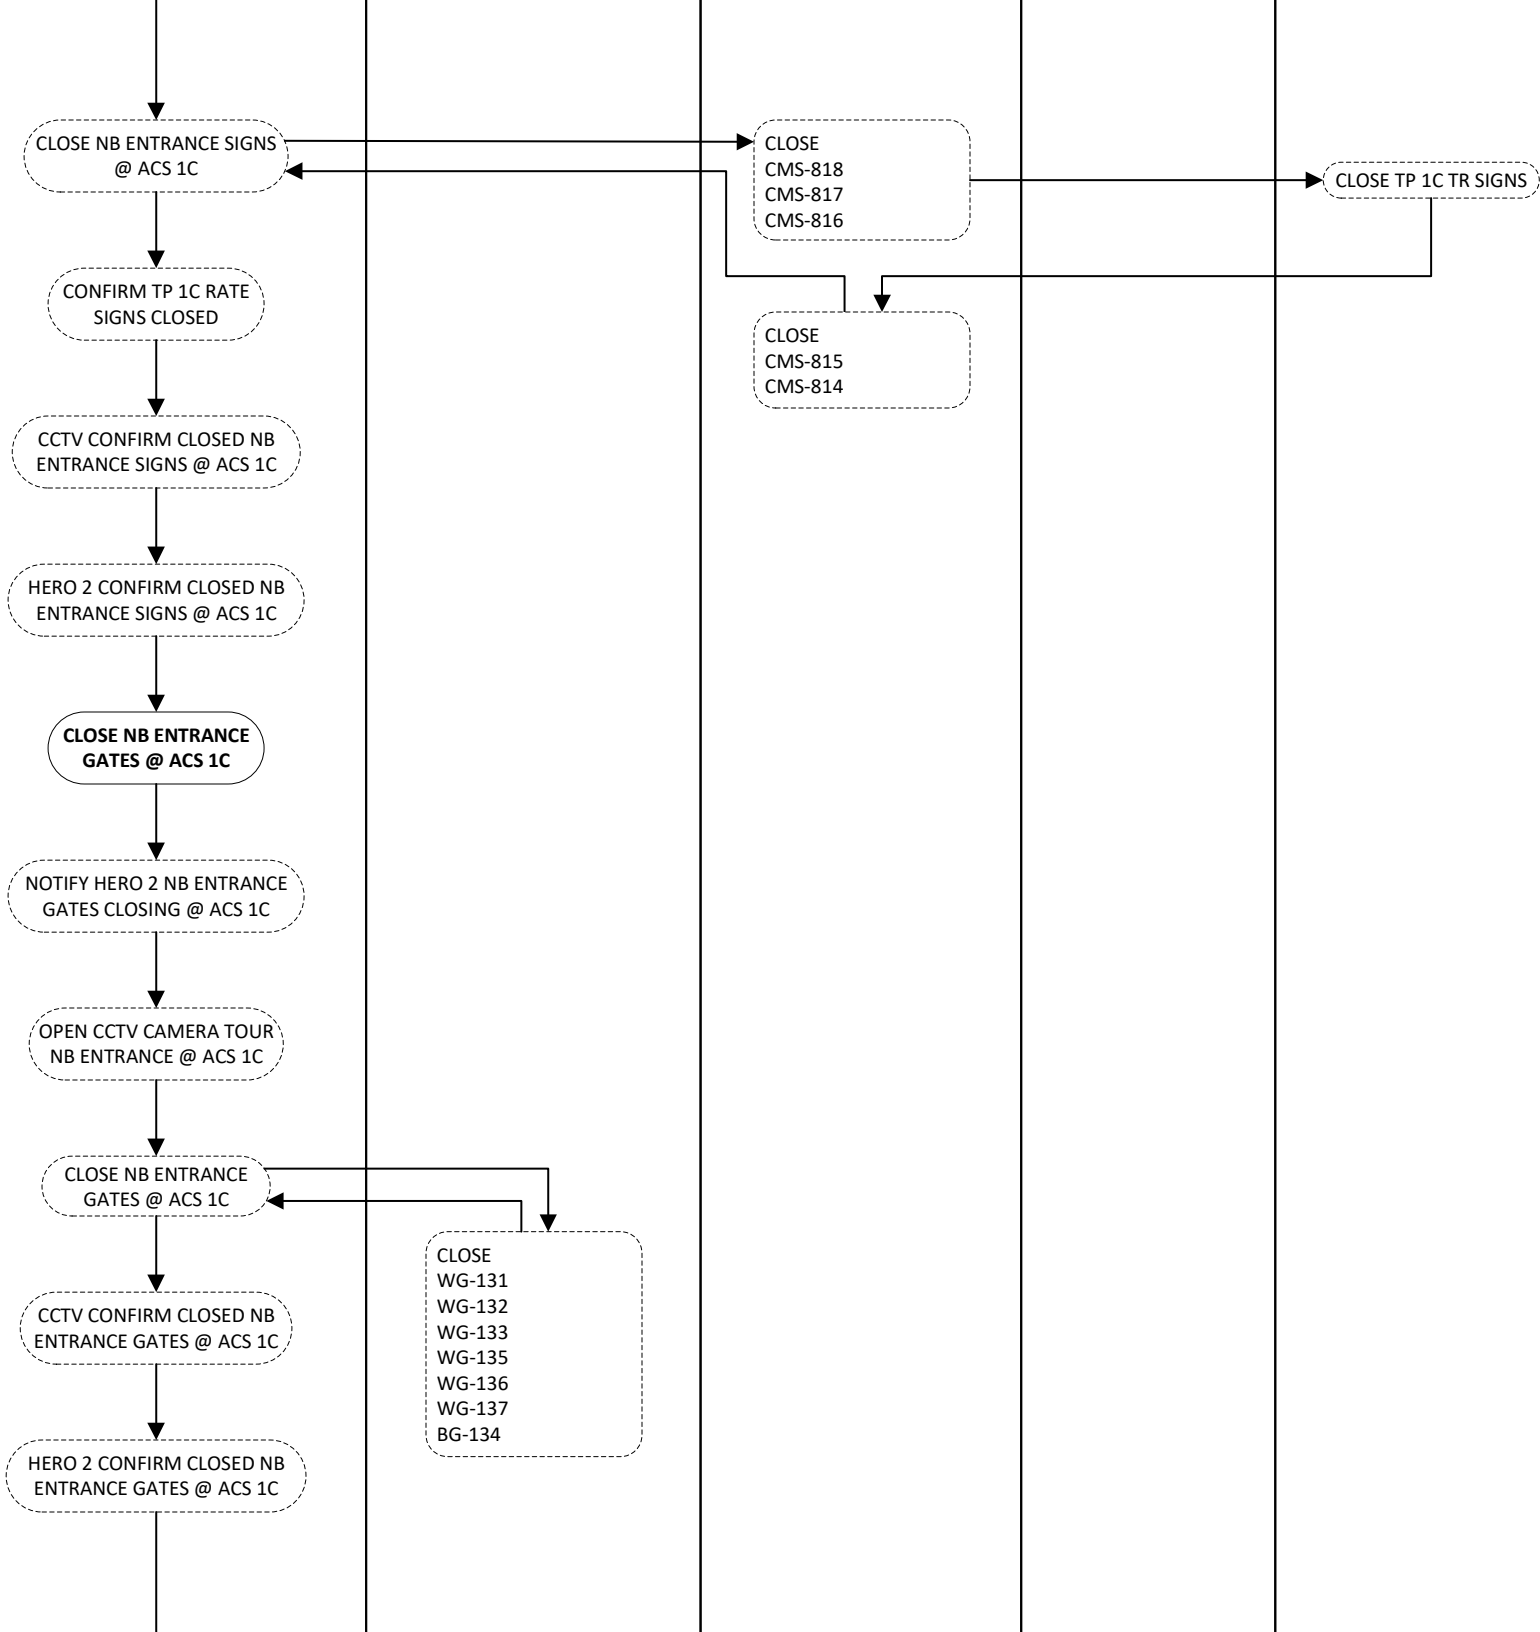 CLOSE NB ENTRANCE SIGNS
@ ACS 1C
CLOSE
CMS-818
CMS-817
CMS-816
CLOSE TP 1C TR SIGNS
CONFIRM TP 1C RATE
SIGNS CLOSED
CLOSE
CMS-815
CMS-814
CCTV CONFIRM CLOSED NB
ENTRANCE SIGNS @ ACS 1C
HERO 2 CONFIRM CLOSED NB
ENTRANCE SIGNS @ ACS 1C
CLOSE NB ENTRANCE
GATES @ ACS 1C
NOTIFY HERO 2 NB ENTRANCE
GATES CLOSING @ ACS 1C
OPEN CCTV CAMERA TOUR
NB ENTRANCE @ ACS 1C
CLOSE NB ENTRANCE
GATES @ ACS 1C
CLOSE
WG-131
WG-132
WG-133
WG-135
WG-136
WG-137
BG-134
CCTV CONFIRM CLOSED NB
ENTRANCE GATES @ ACS 1C
HERO 2 CONFIRM CLOSED NB
ENTRANCE GATES @ ACS 1C